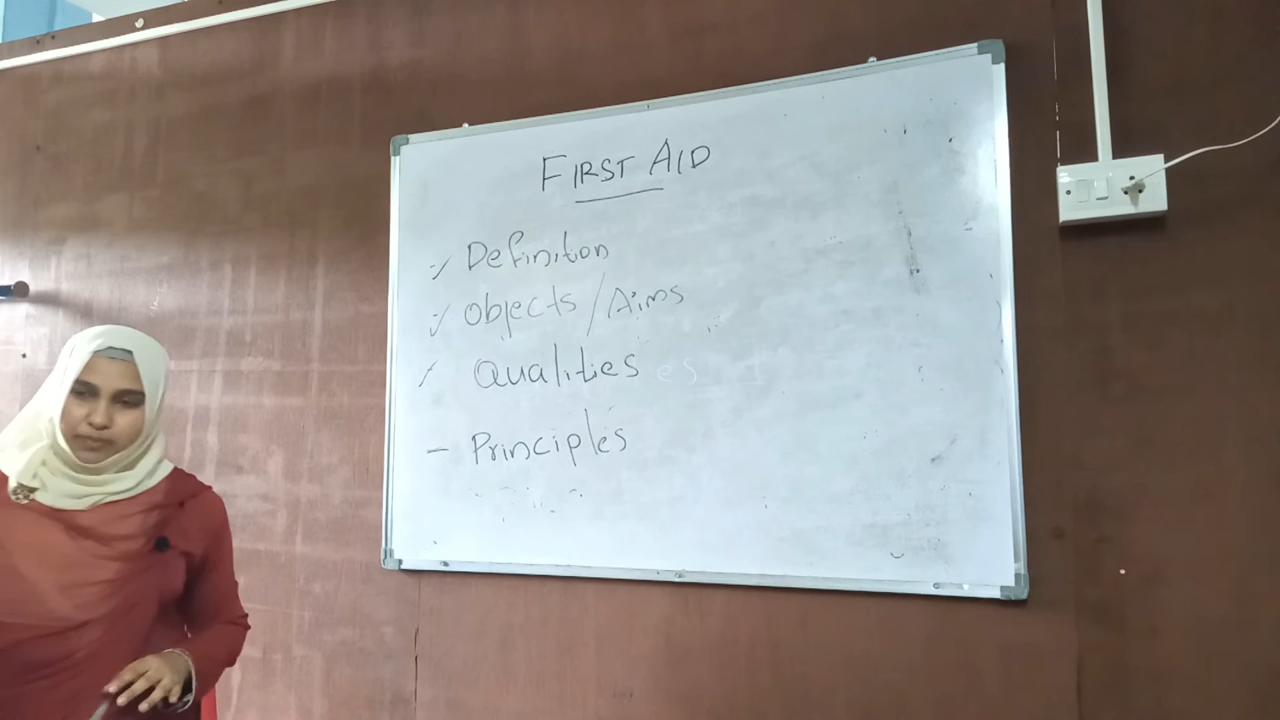 FIRST AID
Definition
Objects / Aims
Qualities
- Principles